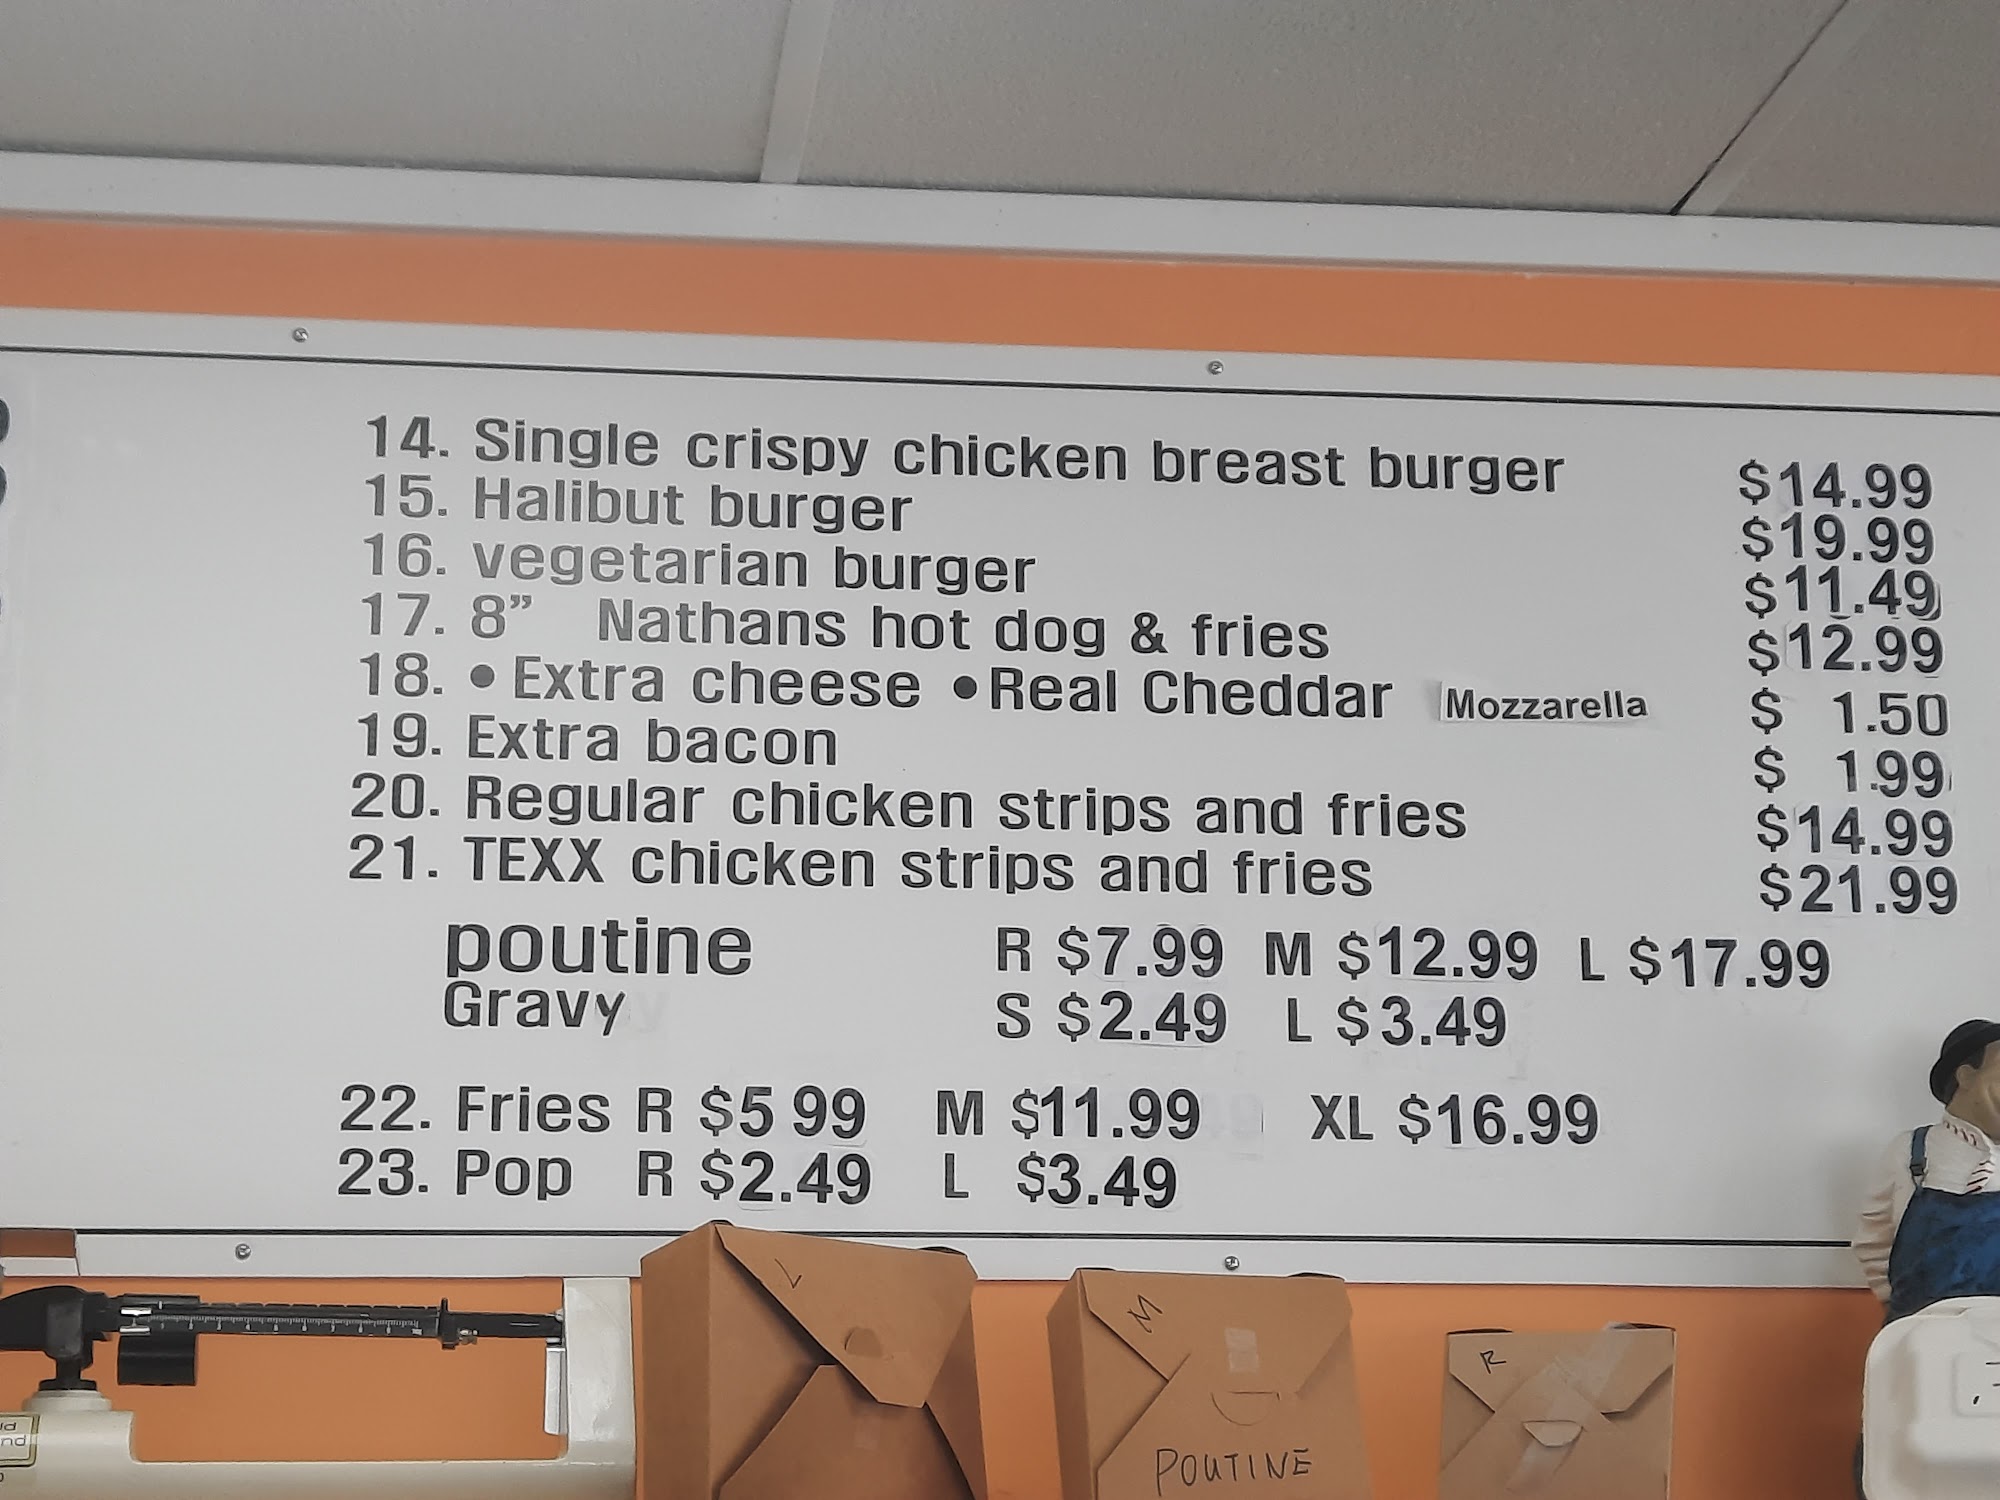 14. Single crispy chicken breast burger $14.99
15. Halibut burger $19.99
16. vegetarian burger $11.49
17. 8” Nathans hot dog & fries $12.99
18. • Extra cheese • Real Cheddar Mozzarella $ 1.50
19. Extra bacon $ 1.99
20. Regular chicken strips and fries $14.99
21. TEXX chicken strips and fries $21.99
poutine R $7.99 M $12.99 L $17.99
Gravy S $2.49 L $3.49
22. Fries R $5 99 M $11.99 XL $16.99
23. Pop R $2.49 L $3.49
L
M
POUTINE
R